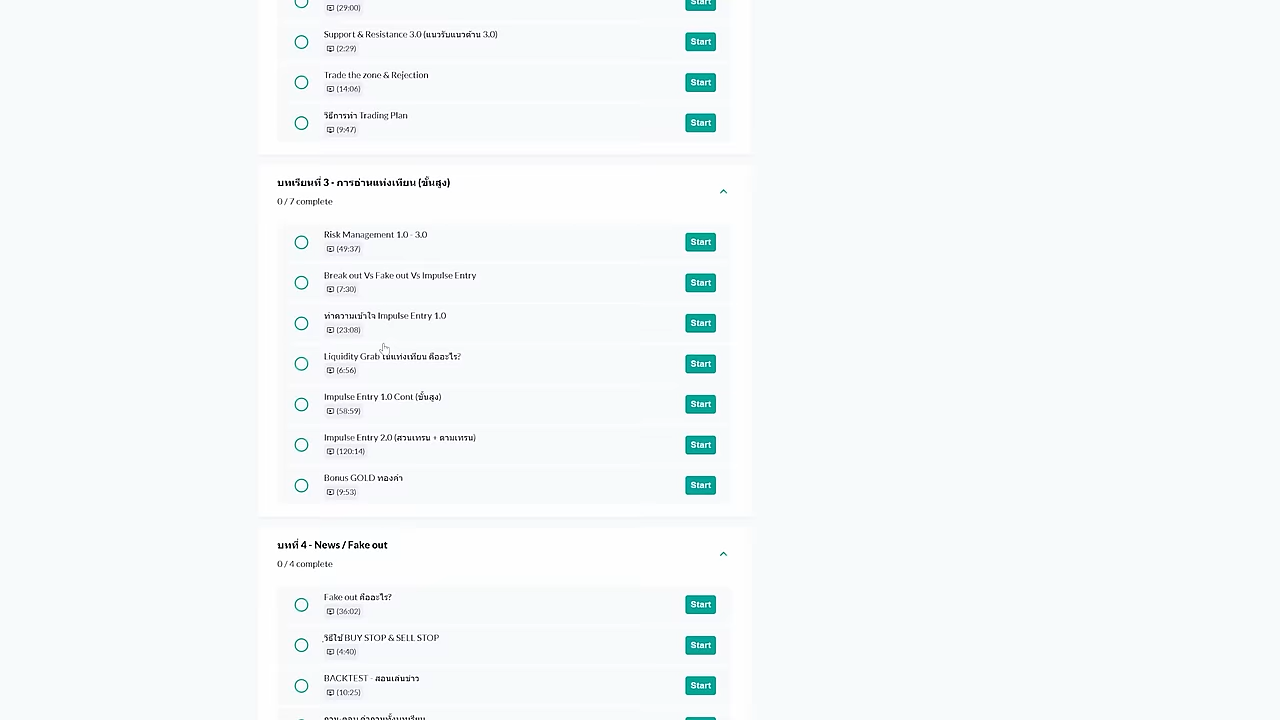 (29:00)
Start
Support & Resistance 3.0 (แนวรับแนวต้าน 3.0)
(2:29)
Start
Trade the zone & Rejection
(14:06)
Start
วิธีการทำ Trading Plan
(9:47)
Start
บทเรียนที่ 3 - การอ่านแท่งเทียน (ขั้นสูง)
0 / 7 complete
Risk Management 1.0 - 3.0
(49:37)
Start
Break out Vs Fake out Vs Impulse Entry
(7:30)
Start
ทำความเข้าใจ Impulse Entry 1.0
(23:08)
Start
Liquidity Grab ในแท่งเทียน คืออะไร?
(6:56)
Start
Impulse Entry 1.0 Cont (ขั้นสูง)
(58:59)
Start
Impulse Entry 2.0 (สวนเทรน + ตามเทรน)
(120:14)
Start
Bonus GOLD ทองคำ
(9:53)
Start
บทที่ 4 - News / Fake out
0 / 4 complete
Fake out คืออะไร?
(36:02)
Start
วิธีใช้ BUY STOP & SELL STOP
(4:40)
Start
BACKTEST - สอนเล่นข่าว
(10:25)
Start